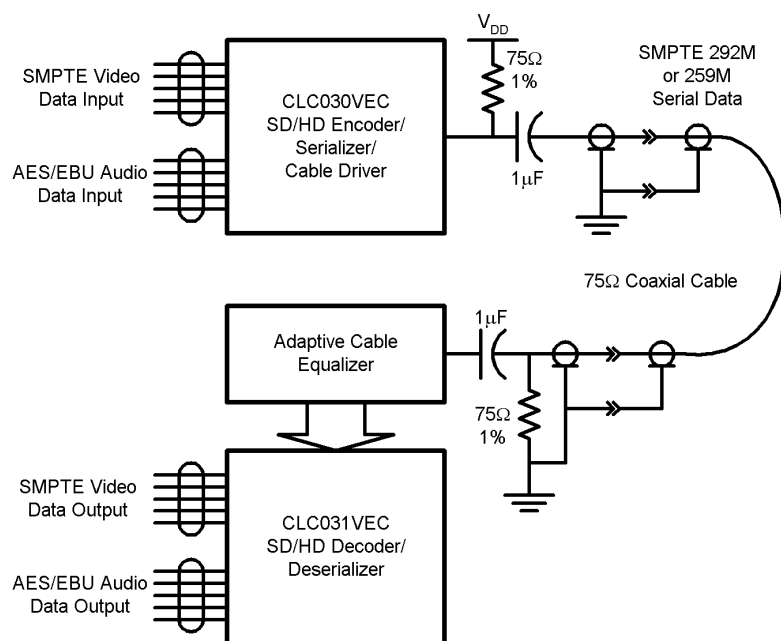 SMPTE Video
Data Input
AES/EBU Audio
Data Input
CLC030VEC
SD/HD Encoder/
Serializer/
Cable Driver
VDD
75Ω
1%
1µF
SMPTE 292M
or 259M
Serial Data
75Ω Coaxial Cable
Adaptive Cable
Equalizer
1µF
75Ω
1%
SMPTE Video
Data Output
AES/EBU Audio
Data Output
CLC031VEC
SD/HD Decoder/
Deserializer